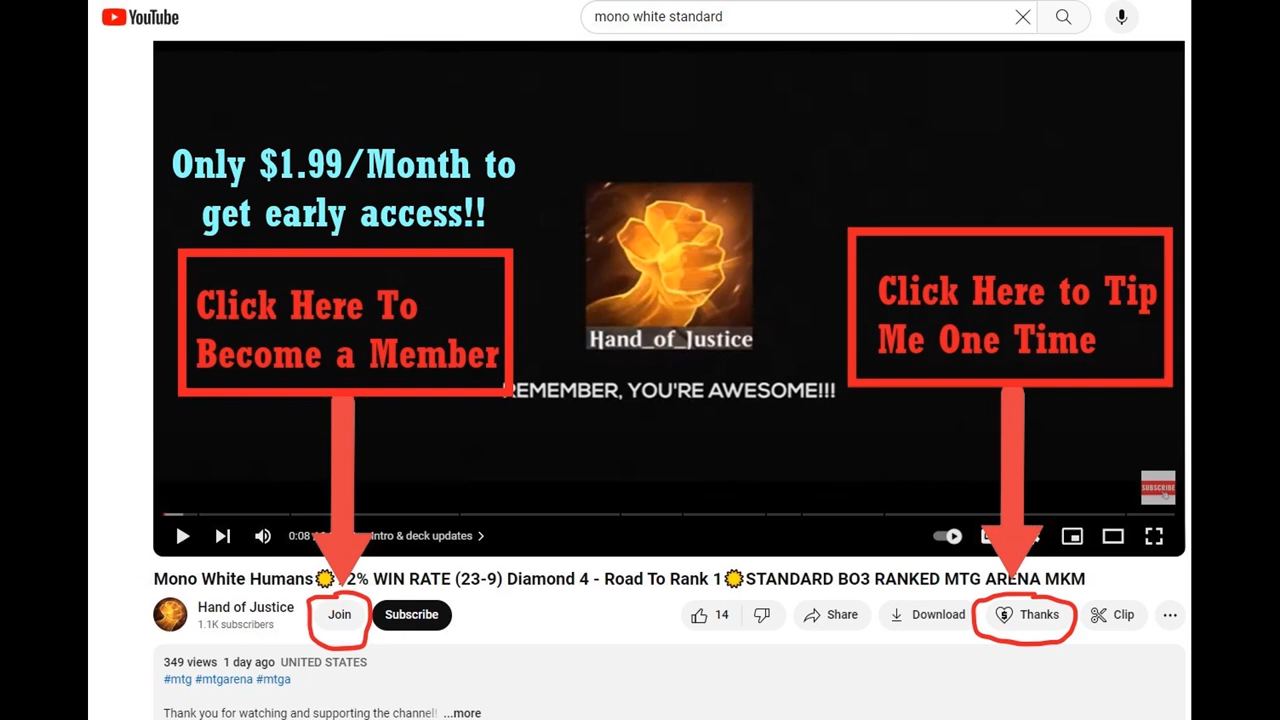 YouTube
mono white standard
Only $1.99/Month to
get early access!!
Click Here To
Become a Member
Click Here to Tip
Me One Time
Hand_of_Justice
REMEMBER, YOU'RE AWESOME!!!
SUBSCRIBE
0:08
Intro & deck updates
Mono White Humans 2% WIN RATE (23-9) Diamond 4 - Road To Rank 1 STANDARD BO3 RANKED MTG ARENA MKM
Hand of Justice
1.1K subscribers
Join
Subscribe
14
Share
Download
Thanks
Clip
349 views 1 day ago UNITED STATES
#mtg #mtgarena #mtga
Thank you for watching and supporting the channel! ...more